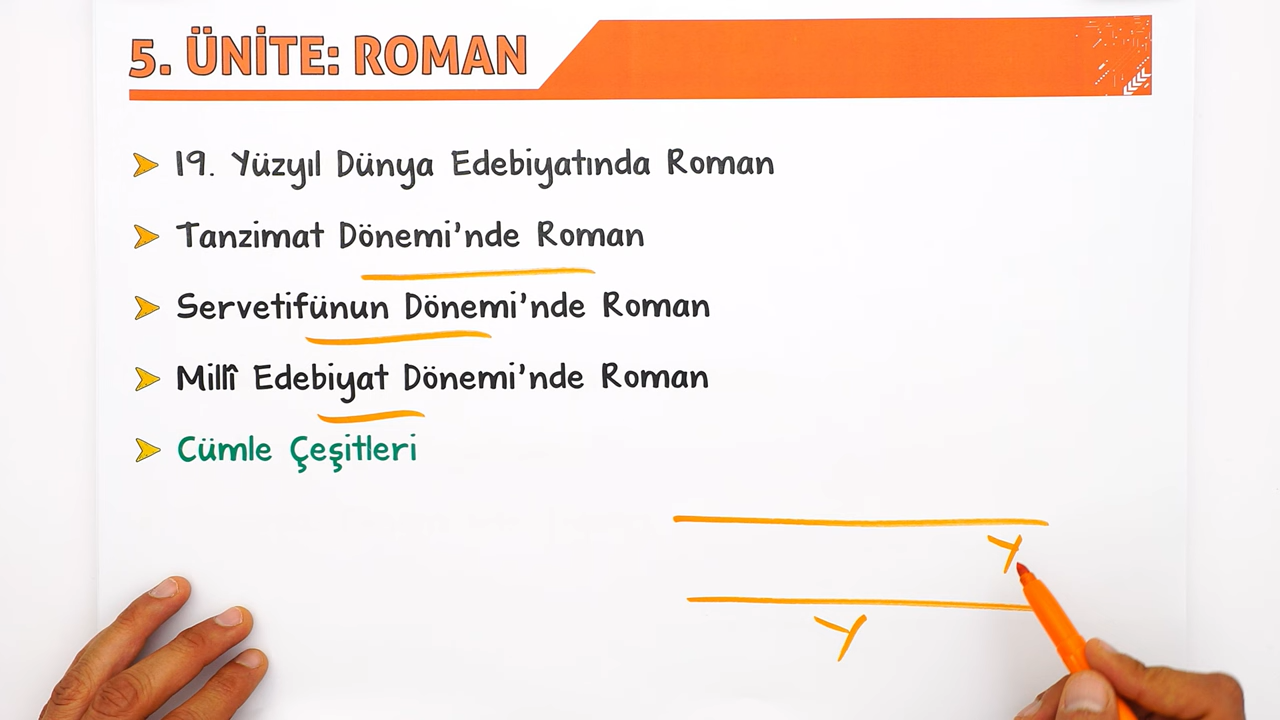 5. ÜNİTE: ROMAN
19. Yüzyıl Dünya Edebiyatında Roman
Tanzimat Dönemi'nde Roman
Servetifünun Dönemi'nde Roman
Millî Edebiyat Dönemi'nde Roman
Cümle Çeşitleri
Y
Y